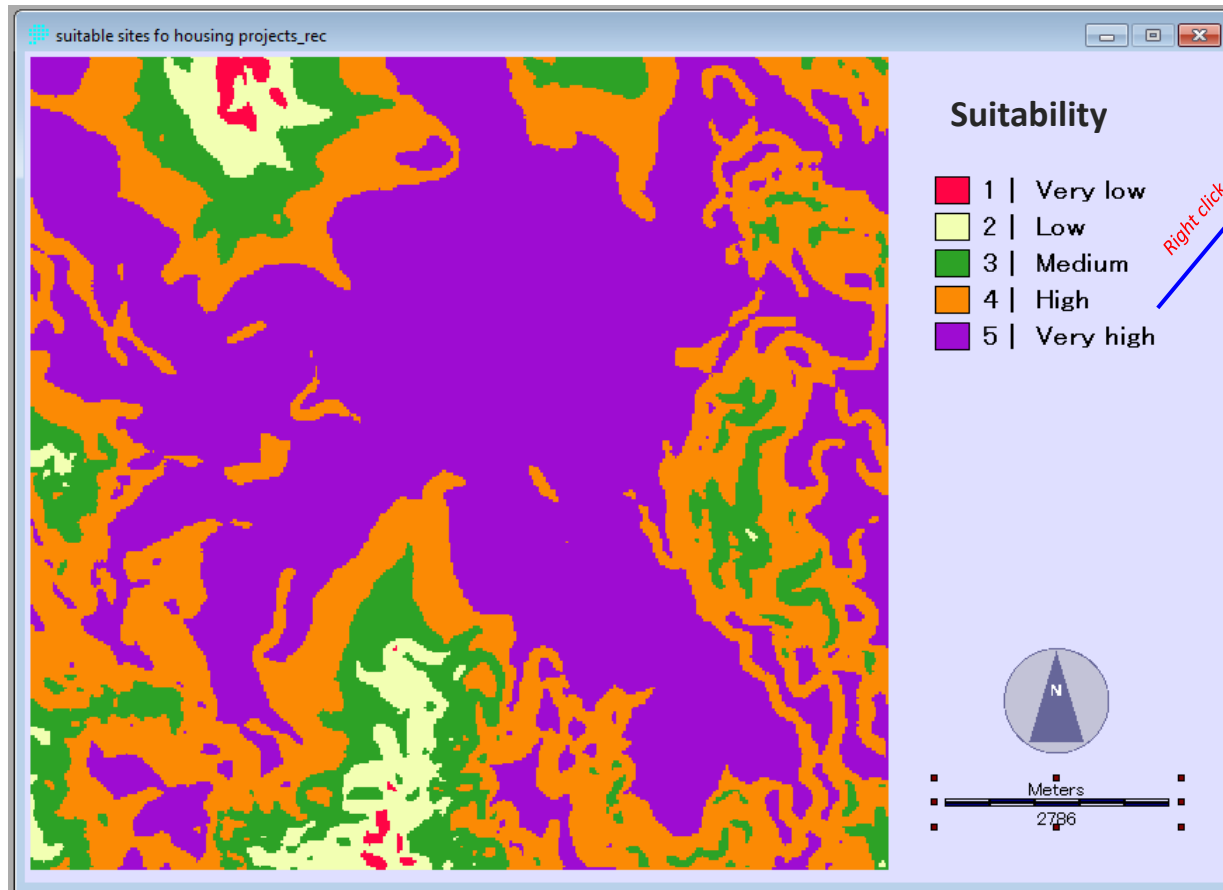 suitable sites fo housing projects_rec
Suitability
1 | Very low
2 | Low
3 | Medium
4 | High
5 | Very high
Right click
N
Meters
2786